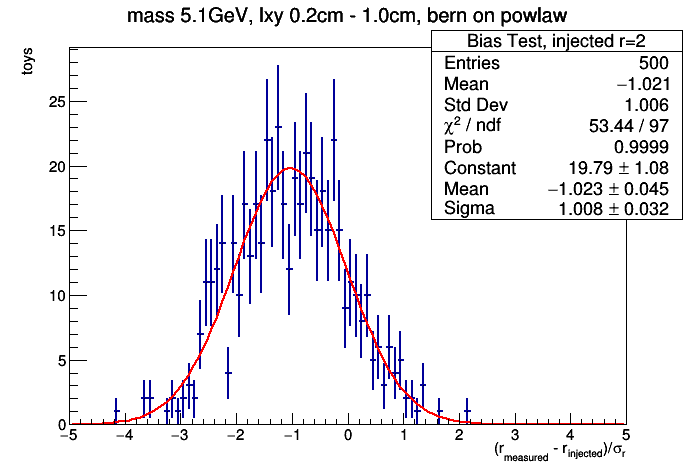 mass 5.1GeV, lxy 0.2cm - 1.0cm, bern on powlaw
Bias Test, injected r=2
Entries 500
Mean −1.021
Std Dev 1.006
χ² / ndf 53.44 / 97
Prob 0.9999
Constant 19.79 ± 1.08
Mean −1.023 ± 0.045
Sigma 1.008 ± 0.032
toys
25
20
15
10
5
0
−5 −4 −3 −2 −1 0 1 2 3 4 5
(r_measured - r_injected)/σ_r